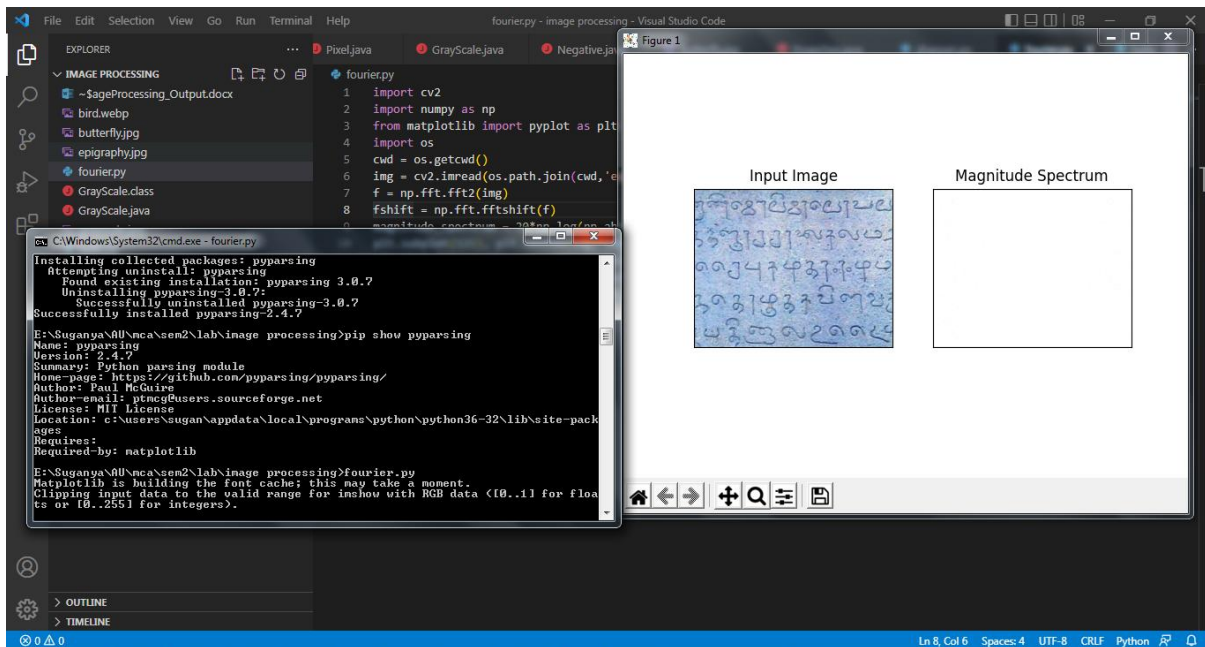 File Edit Selection View Go Run Terminal Help
fourier.py - image processing - Visual Studio Code
EXPLORER
Pixel.java
GrayScale.java
Negative.jav
IMAGE PROCESSING
~$ageProcessing_Output.docx
bird.webp
butterfly.jpg
epigraphy.jpg
fourier.py
GrayScale.class
GrayScale.java
fourier.py
1 import cv2
2 import numpy as np
3 from matplotlib import pyplot as plt
4 import os
5 cwd = os.getcwd()
6 img = cv2.imread(os.path.join(cwd,'e
7 f = np.fft.fft2(img)
8 fshift = np.fft.fftshift(f)
C:\Windows\System32\cmd.exe - fourier.py
Installing collected packages: pyparsing
Attempting uninstall: pyparsing
Found existing installation: pyparsing 3.0.7
Uninstalling pyparsing-3.0.7:
Successfully uninstalled pyparsing-3.0.7
Successfully installed pyparsing-2.4.7
E:\Suganya\AU\mca\sem2\lab\image processing>pip show pyparsing
Name: pyparsing
Version: 2.4.7
Summary: Python parsing module
Home-page: https://github.com/pyparsing/pyparsing/
Author: Paul McGuire
Author-email: ptmcg@users.sourceforge.net
License: MIT License
Location: c:\users\sugan\appdata\local\programs\python\python36-32\lib\site-pack
ages
Requires:
Required-by: matplotlib
E:\Suganya\AU\mca\sem2\lab\image processing>fourier.py
Matplotlib is building the font cache; this may take a moment.
Clipping input data to the valid range for imshow with RGB data ([0..1] for floa
ts or [0..255] for integers).
Figure 1
Input Image
Magnitude Spectrum
OUTLINE
TIMELINE
0 0
Ln 8, Col 6 Spaces: 4 UTF-8 CRLF Python